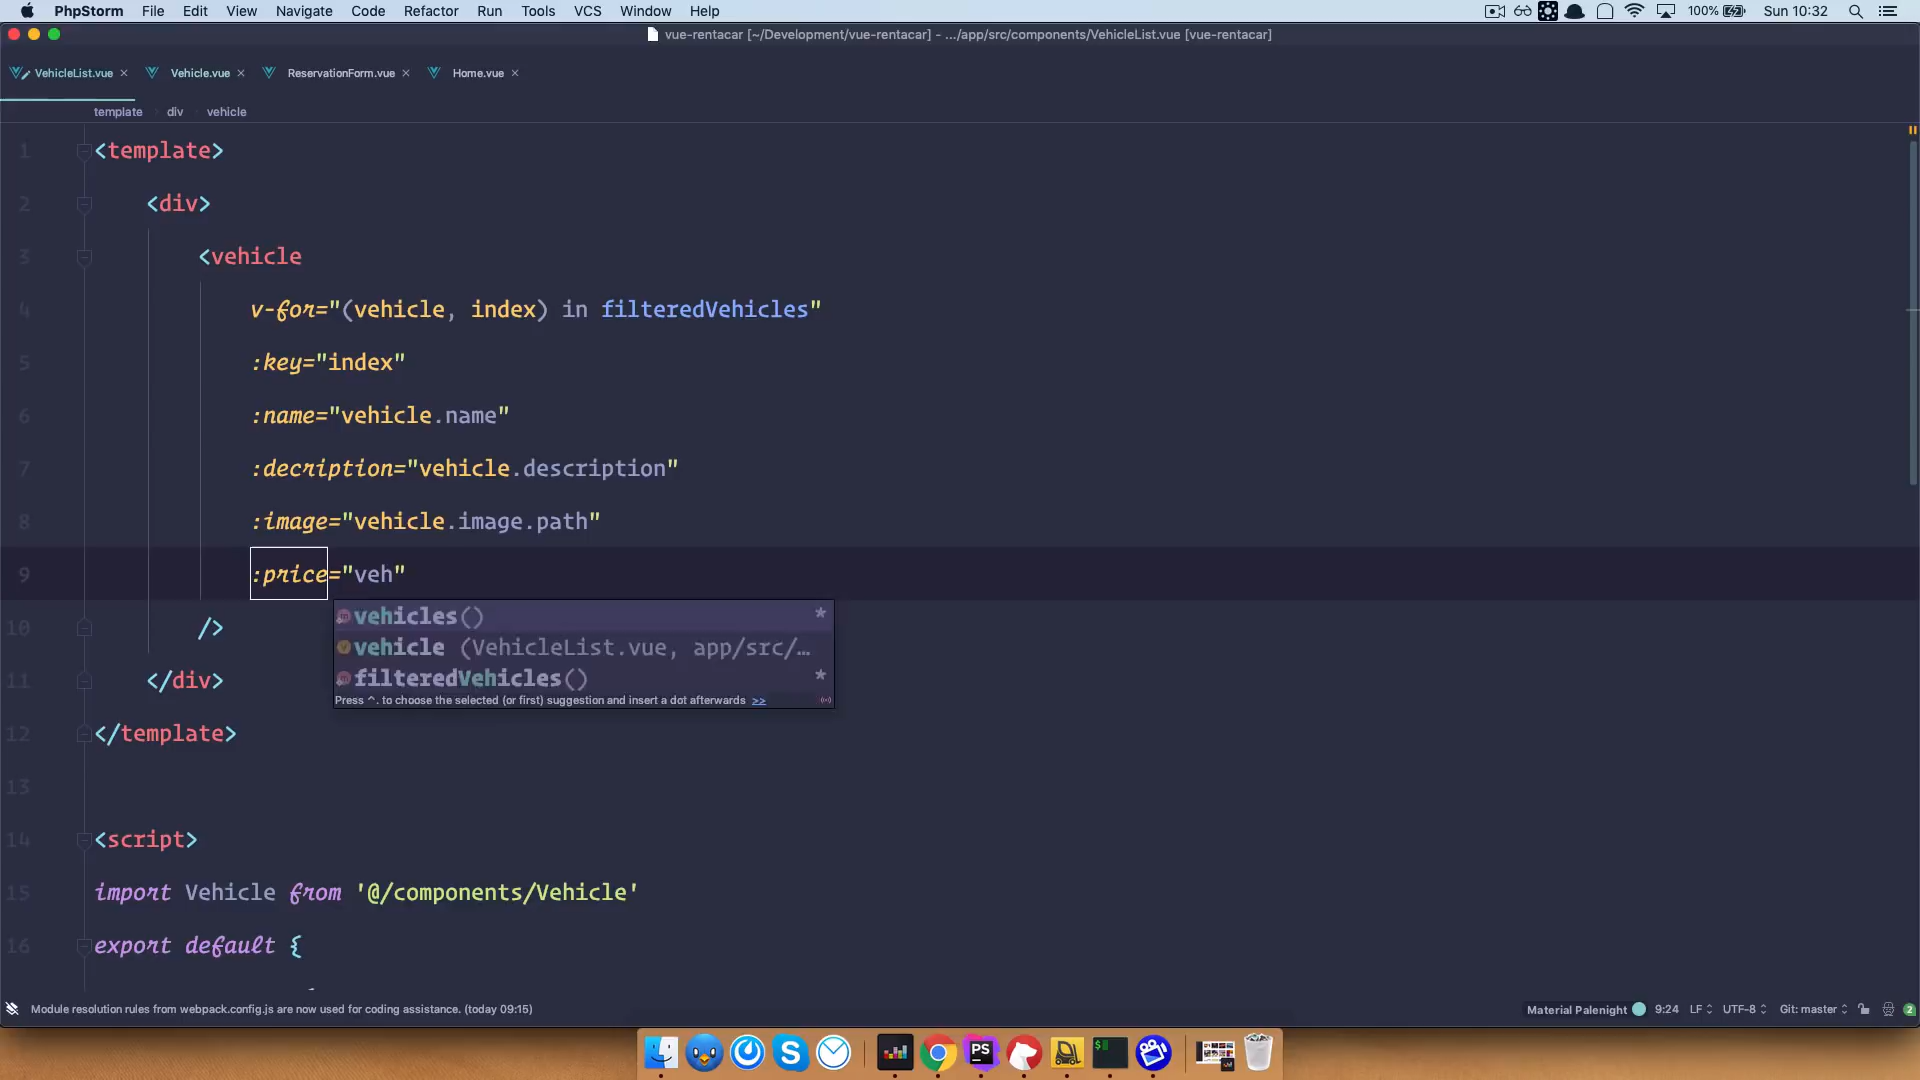 PhpStorm File Edit View Navigate Code Refactor Run Tools VCS Window Help 100% Sun 10:32
vue-rentacar [~/Development/vue-rentacar] - .../app/src/components/VehicleList.vue [vue-rentacar]
VehicleList.vue × Vehicle.vue × ReservationForm.vue × Home.vue ×
template div vehicle
1 <template>
2 <div>
3 <vehicle
4 v-for="(vehicle, index) in filteredVehicles"
5 :key="index"
6 :name="vehicle.name"
7 :decription="vehicle.description"
8 :image="vehicle.image.path"
9 :price="veh"
vehicles() *
10 />
vehicle (VehicleList.vue, app/src/…
filteredVehicles() *
11 </div>
Press ^. to choose the selected (or first) suggestion and insert a dot afterwards >>
12 </template>
13
14 <script>
15 import Vehicle from '@/components/Vehicle'
16 export default {
Module resolution rules from webpack.config.js are now used for coding assistance. (today 09:15) Material Palenight 9:24 LF UTF-8 Git: master 2
PS